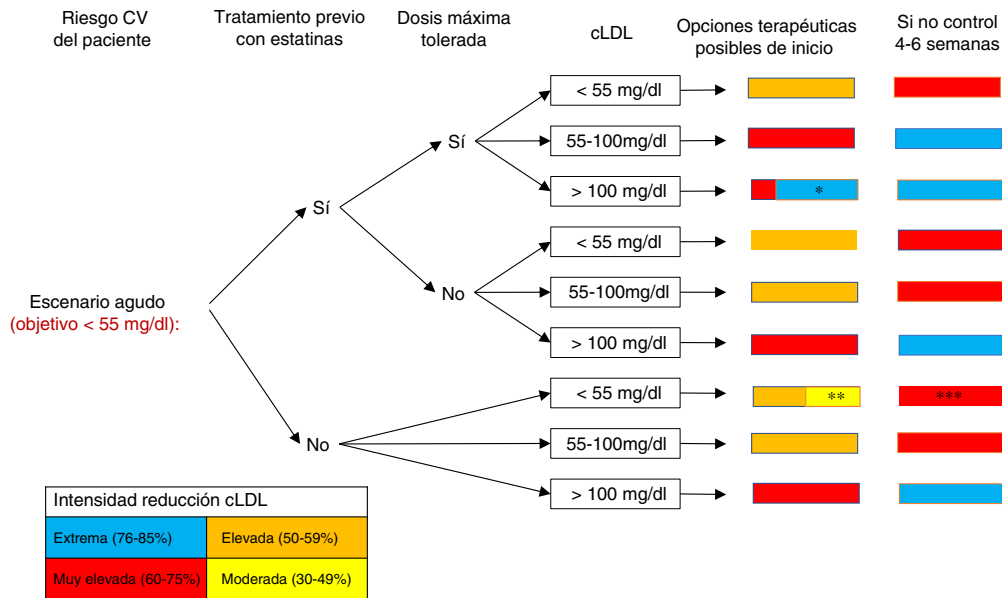 Riesgo CV
del paciente
Tratamiento previo
con estatinas
Dosis máxima
tolerada
cLDL
Opciones terapéuticas
posibles de inicio
Si no control
4-6 semanas
< 55 mg/dl
Sí
55-100mg/dl
> 100 mg/dl
*
Sí
< 55 mg/dl
No
55-100mg/dl
Escenario agudo
(objetivo < 55 mg/dl):
> 100 mg/dl
< 55 mg/dl
**
***
No
55-100mg/dl
> 100 mg/dl
Intensidad reducción cLDL
Extrema (76-85%)
Elevada (50-59%)
Muy elevada (60-75%)
Moderada (30-49%)